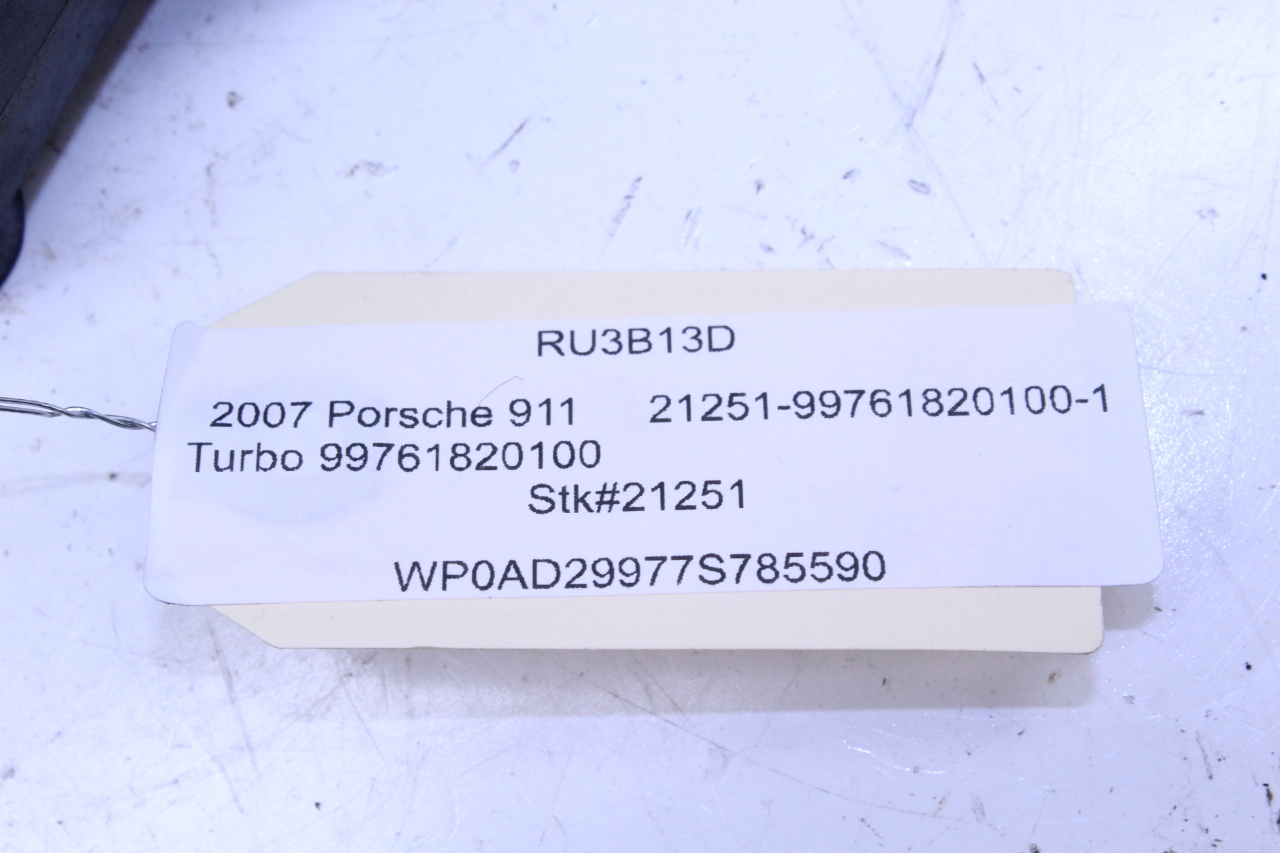 RU3B13D
2007 Porsche 911 21251-99761820100-1
Turbo 99761820100
Stk#21251
WP0AD29977S785590